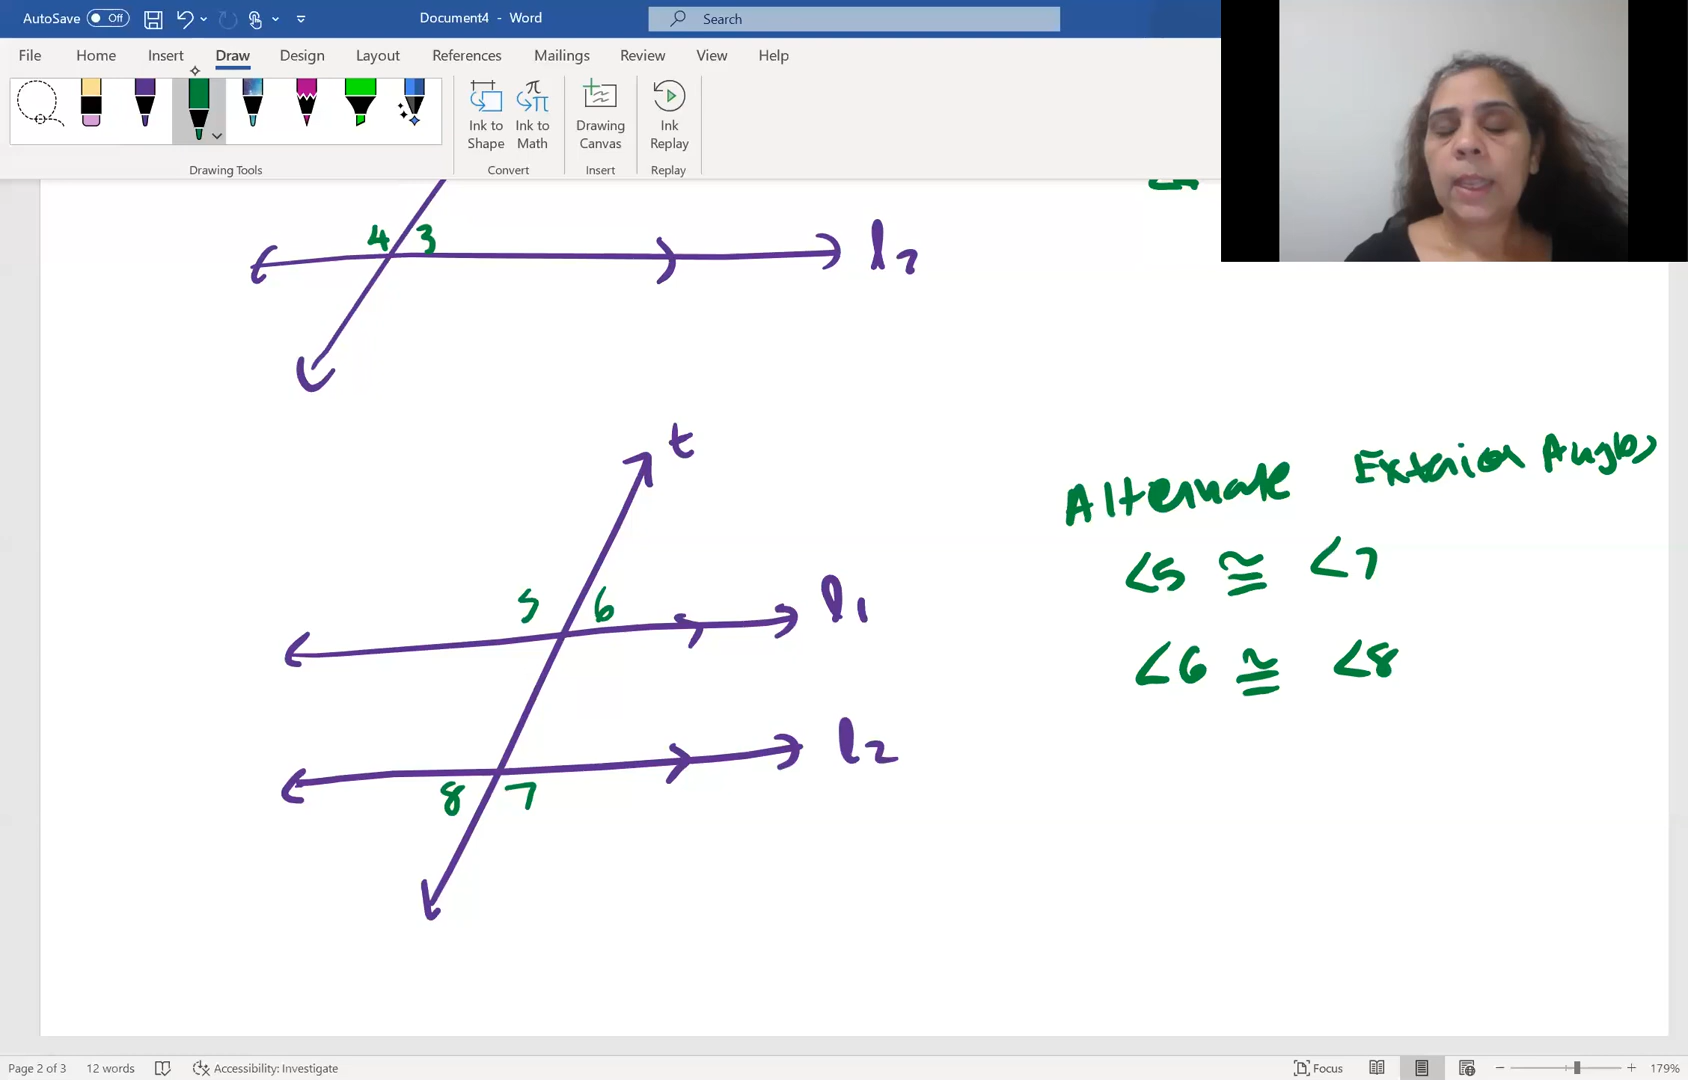 AutoSave Off Document4 - Word Search
File Home Insert Draw Design Layout References Mailings Review View Help
Ink to Shape
Ink to Math
Drawing Canvas
Ink Replay
Drawing Tools Convert Insert Replay
4 3
l2
t
Alternate Exterior Angles
5 6 l1
<5 ≅ <7
<6 ≅ <8
l2
8 7
Page 2 of 3 12 words Accessibility: Investigate Focus 179%